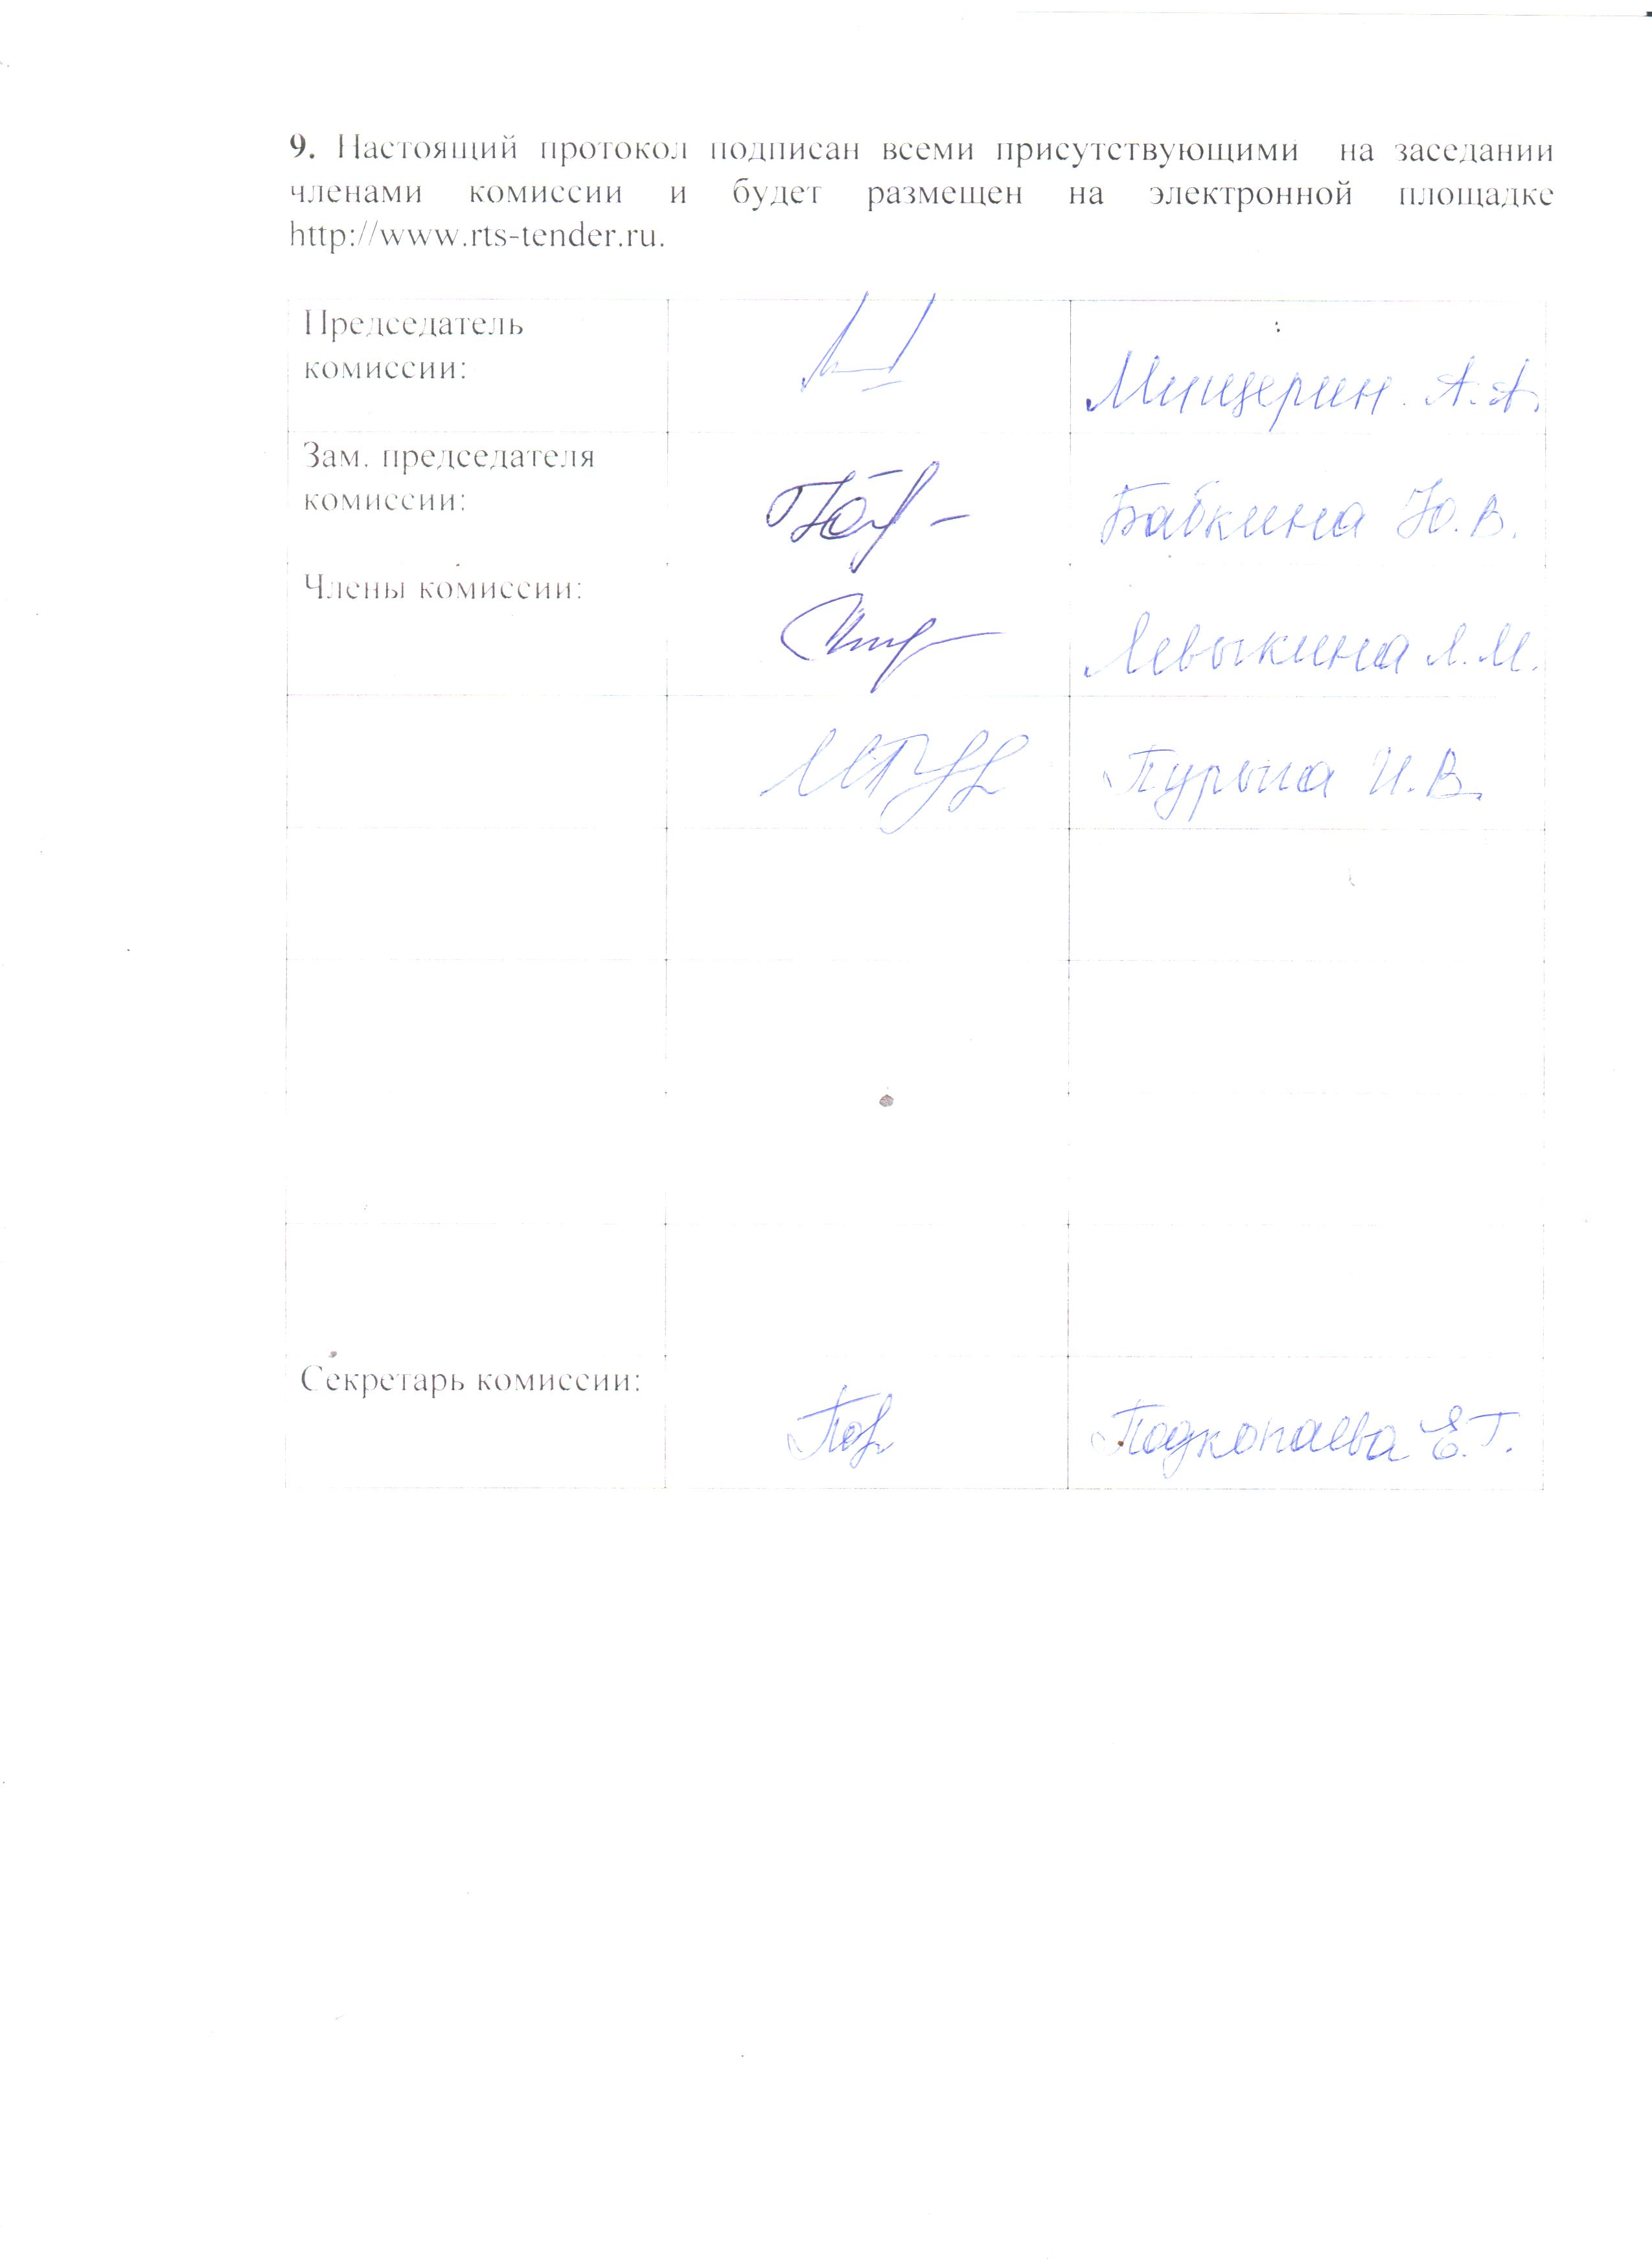 9. Настоящий протокол подписан всеми присутствующими на заседании
членами комиссии и будет размещен на электронной площадке
http://www.rts-tender.ru.
Председатель
комиссии:
Мищерин А.А.
Зам. председателя
комиссии:
Бабкина Ю.В.
Члены комиссии:
Левыкина Л.М.
И.В.
Секретарь комиссии:
Подкопаева Е.Г.